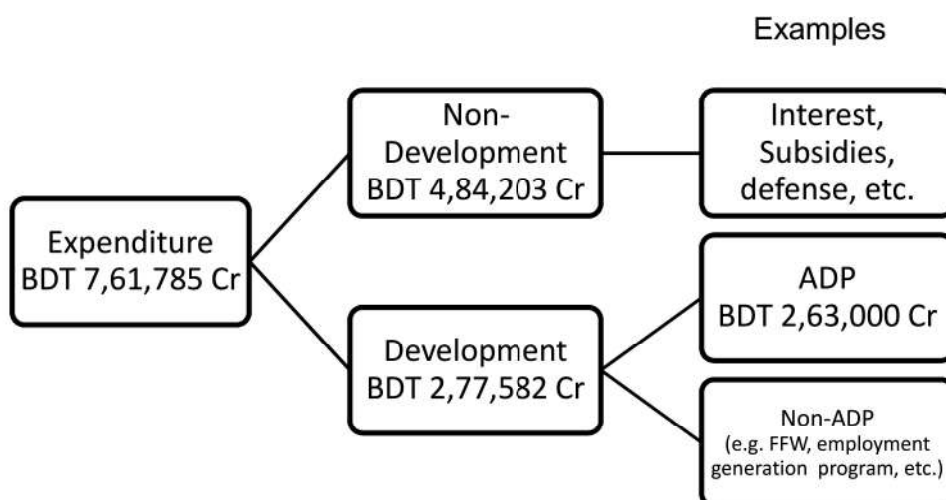 Examples
Non-
Development
BDT 4,84,203 Cr
Interest,
Subsidies,
defense, etc.
Expenditure
BDT 7,61,785 Cr
ADP
BDT 2,63,000 Cr
Development
BDT 2,77,582 Cr
Non-ADP
(e.g. FFW, employment
generation program, etc.)